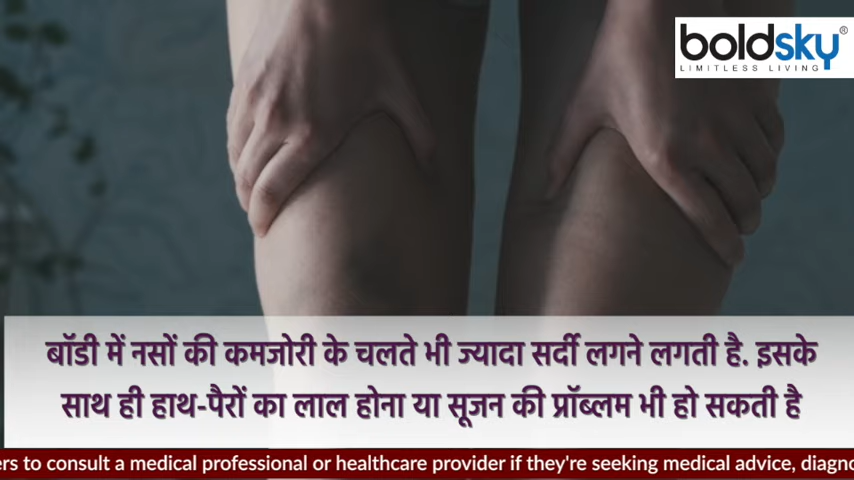 boldsky®
LIMITLESS LIVING
बॉडी में नसों की कमजोरी के चलते भी ज्यादा सर्दी लगने लगती है. इसके
साथ ही हाथ-पैरों का लाल होना या सूजन की प्रॉब्लम भी हो सकती है
ers to consult a medical professional or healthcare provider if they're seeking medical advice, diagno